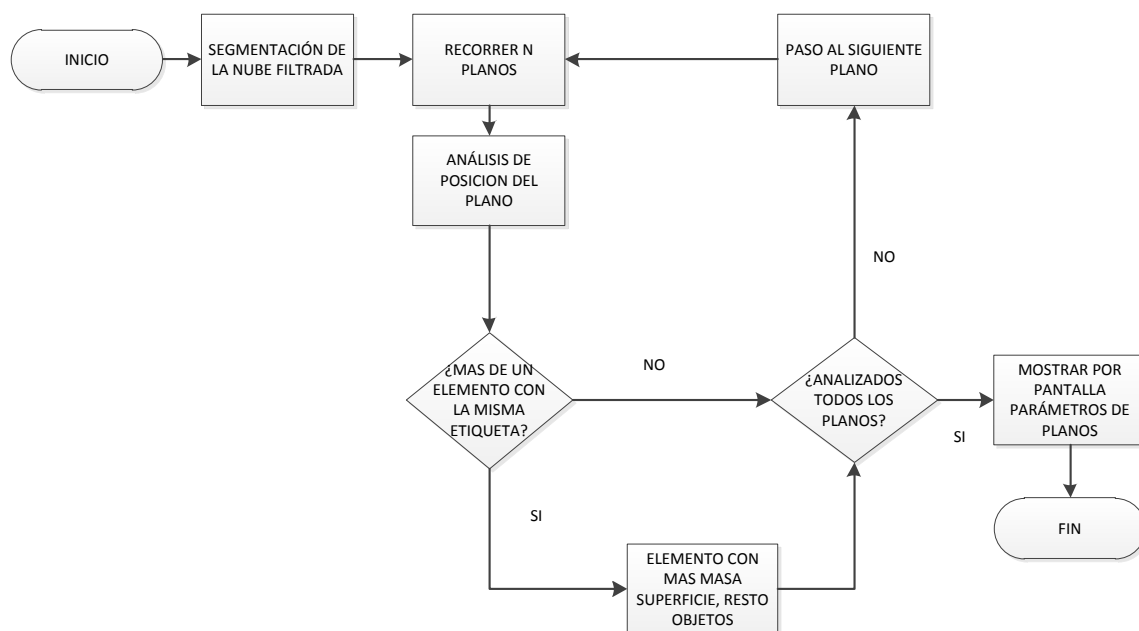 INICIO
SEGMENTACIÓN DE
LA NUBE FILTRADA
RECORRER N
PLANOS
PASO AL SIGUIENTE
PLANO
ANÁLISIS DE
POSICION DEL
PLANO
NO
¿MAS DE UN
ELEMENTO CON
LA MISMA
ETIQUETA?
NO
¿ANALIZADOS
TODOS LOS
PLANOS?
SI
MOSTRAR POR
PANTALLA
PARÁMETROS DE
PLANOS
SI
FIN
ELEMENTO CON
MAS MASA
SUPERFICIE, RESTO
OBJETOS